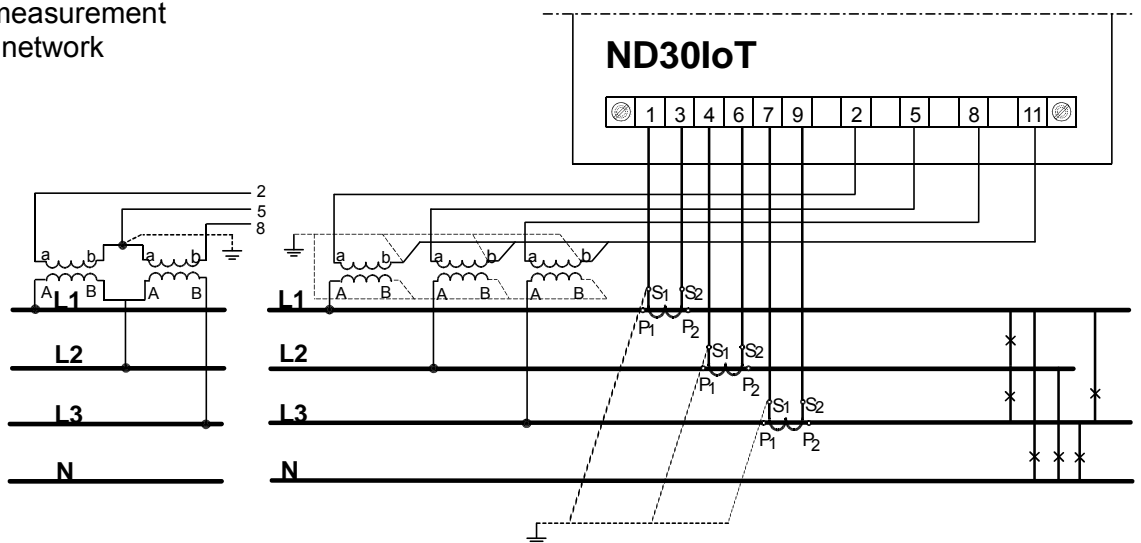 measurement
network
ND30IoT
1 3 4 6 7 9 2 5 8 11
2
5
8
a b a b
a b a b a b
A B A B
A B A B A B
L1
L1
S1 S2
P1 P2
L2
L2
S1 S2
P1 P2
L3
L3
S1 S2
P1 P2
N
N